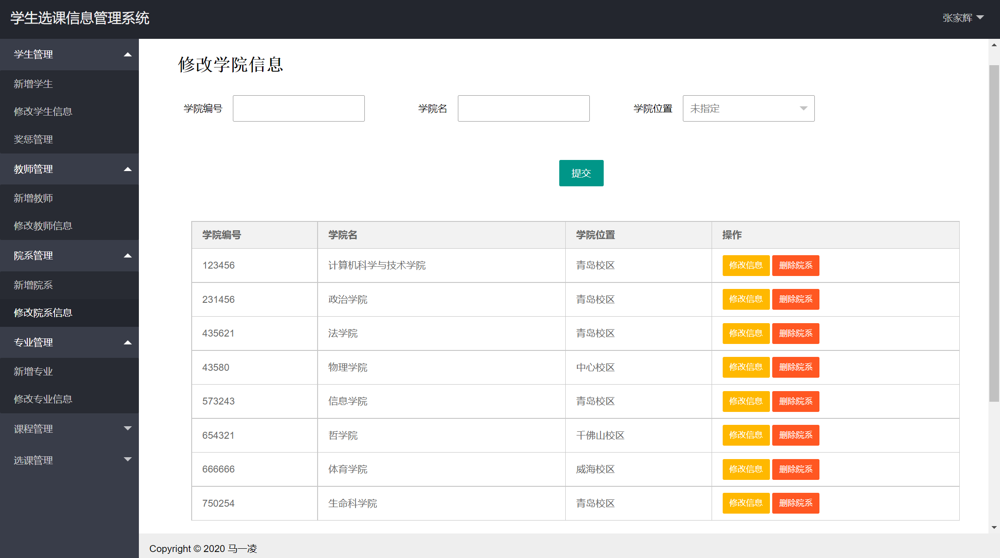 学生选课信息管理系统
张家辉
学生管理
新增学生
修改学生信息
奖惩管理
教师管理
新增教师
修改教师信息
院系管理
新增院系
修改院系信息
专业管理
新增专业
修改专业信息
课程管理
选课管理
修改学院信息
学院编号 学院名 学院位置 未指定
提交
学院编号 学院名 学院位置 操作
123456 计算机科学与技术学院 青岛校区 修改信息 删除院系
231456 政治学院 青岛校区 修改信息 删除院系
435621 法学院 青岛校区 修改信息 删除院系
43580 物理学院 中心校区 修改信息 删除院系
573243 信息学院 青岛校区 修改信息 删除院系
654321 哲学院 千佛山校区 修改信息 删除院系
666666 体育学院 威海校区 修改信息 删除院系
750254 生命科学院 青岛校区 修改信息 删除院系
Copyright © 2020 马一凌